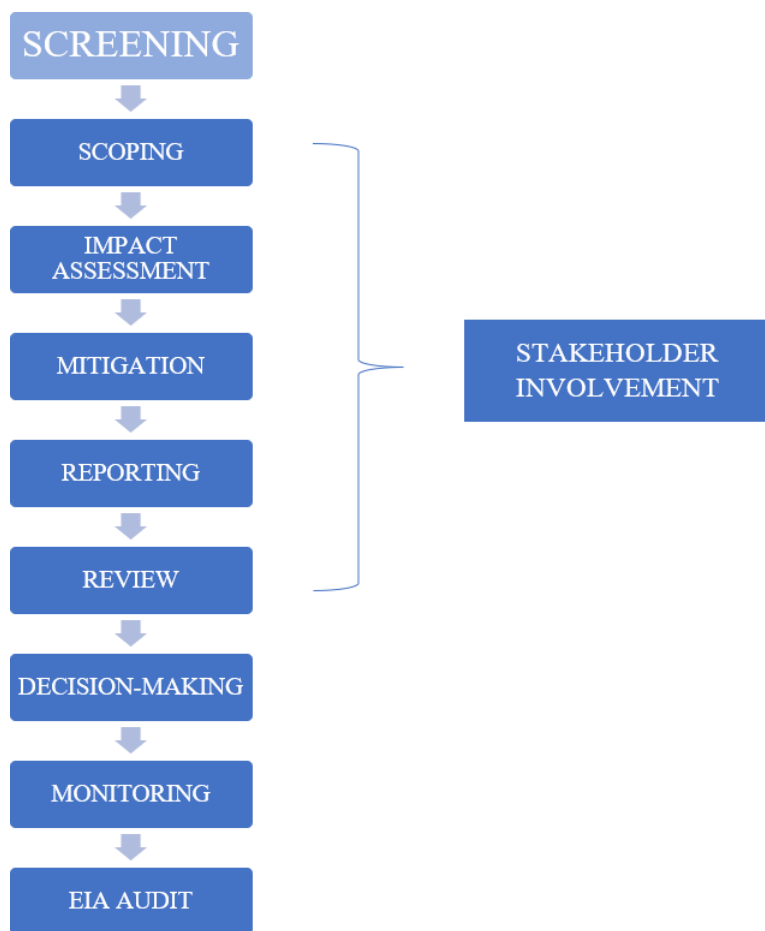 SCREENING
SCOPING
IMPACT
ASSESSMENT
MITIGATION
REPORTING
REVIEW
DECISION-MAKING
MONITORING
EIA AUDIT
STAKEHOLDER
INVOLVEMENT